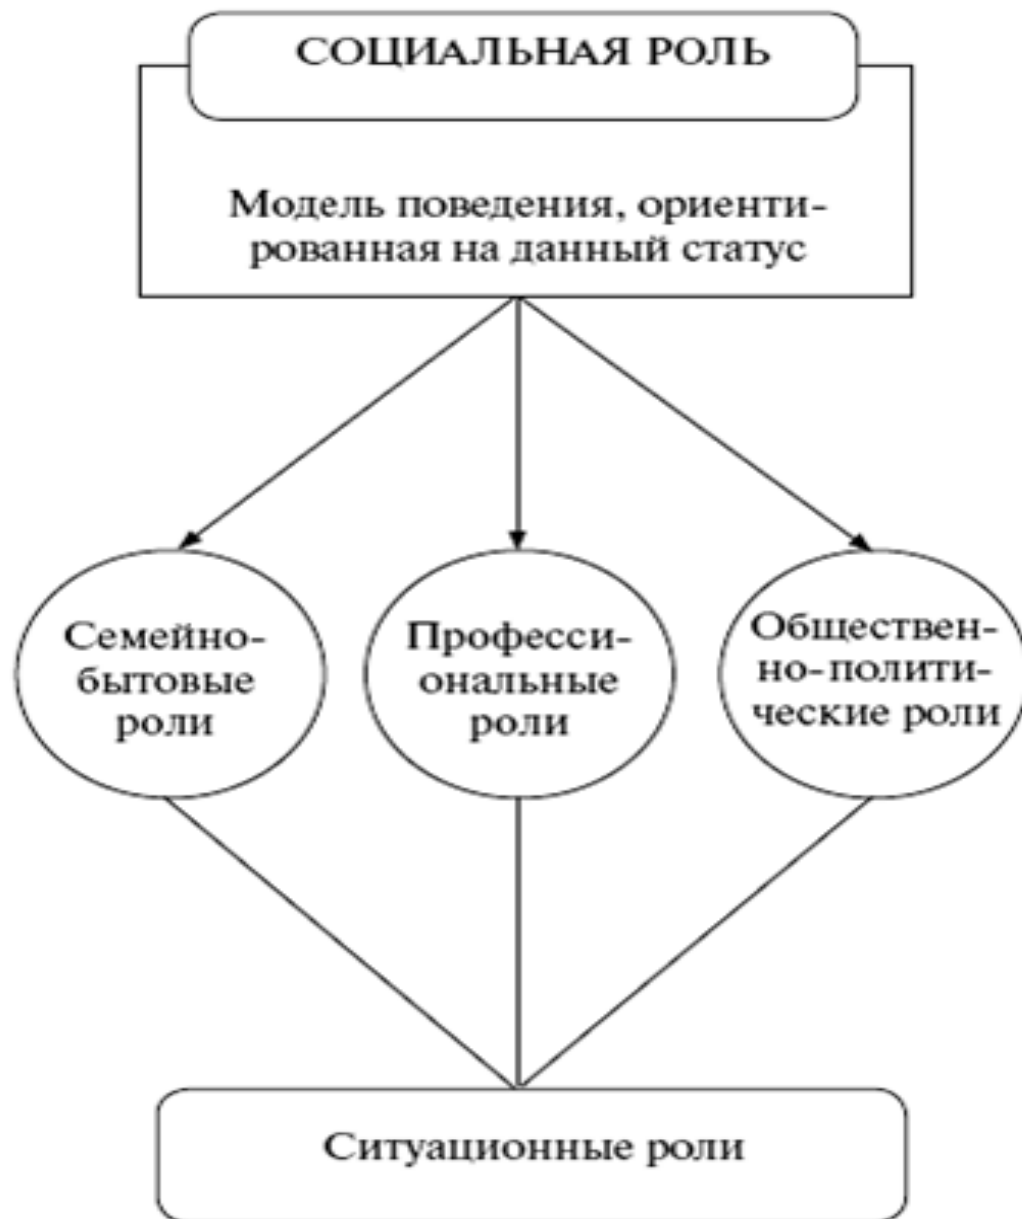 СОЦИАЛЬНАЯ РОЛЬ
Модель поведения, ориенти-
рованная на данный статус
Семейно-
бытовые
роли
Професси-
ональные
роли
Обществен-
но-полити-
ческие роли
Ситуационные роли